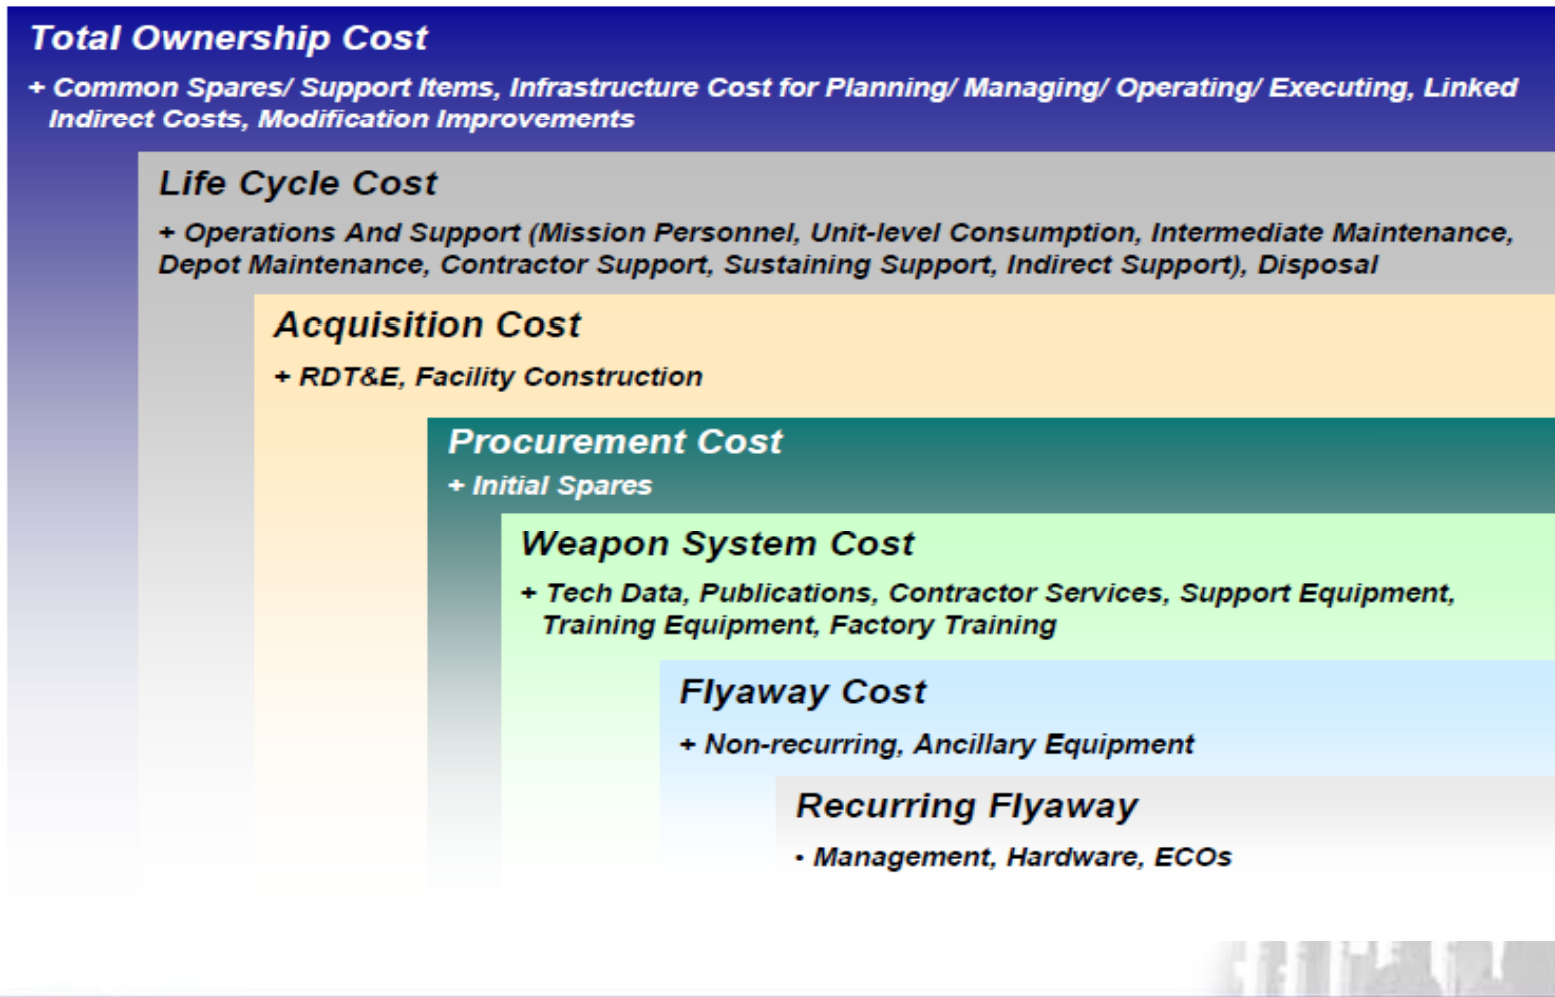 Total Ownership Cost
+ Common Spares/ Support Items, Infrastructure Cost for Planning/ Managing/ Operating/ Executing, Linked
Indirect Costs, Modification Improvements
Life Cycle Cost
+ Operations And Support (Mission Personnel, Unit-level Consumption, Intermediate Maintenance,
Depot Maintenance, Contractor Support, Sustaining Support, Indirect Support), Disposal
Acquisition Cost
+ RDT&E, Facility Construction
Procurement Cost
+ Initial Spares
Weapon System Cost
+ Tech Data, Publications, Contractor Services, Support Equipment,
Training Equipment, Factory Training
Flyaway Cost
+ Non-recurring, Ancillary Equipment
Recurring Flyaway
• Management, Hardware, ECOs